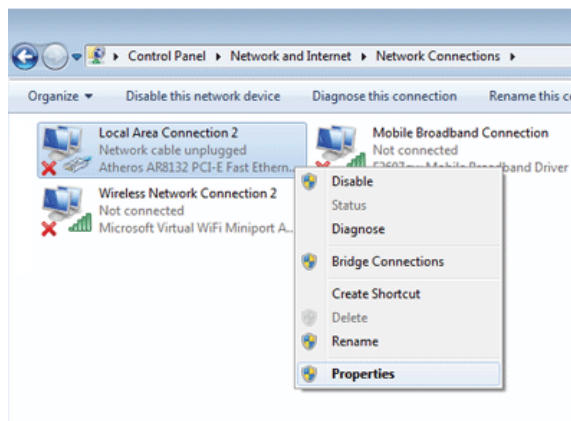 Control Panel Network and Internet Network Connections
Organize Disable this network device Diagnose this connection Rename this
Local Area Connection 2
Network cable unplugged
Atheros AR8132 PCI-E Fast Ethern...
Mobile Broadband Connection
Not connected
Mobile Broadband Driver
Wireless Network Connection 2
Not connected
Microsoft Virtual WiFi Miniport A...
Disable
Status
Diagnose
Bridge Connections
Create Shortcut
Delete
Rename
Properties